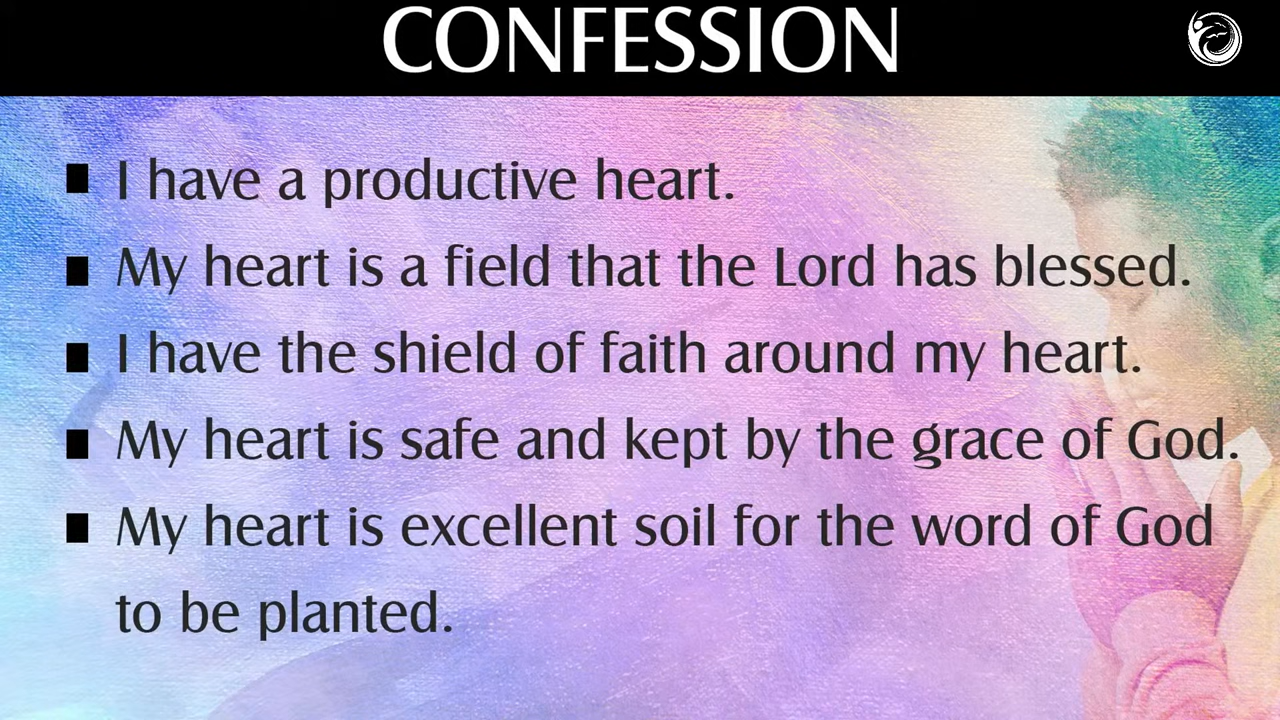 CONFESSION
I have a productive heart.
My heart is a field that the Lord has blessed.
I have the shield of faith around my heart.
My heart is safe and kept by the grace of God.
My heart is excellent soil for the word of God
to be planted.